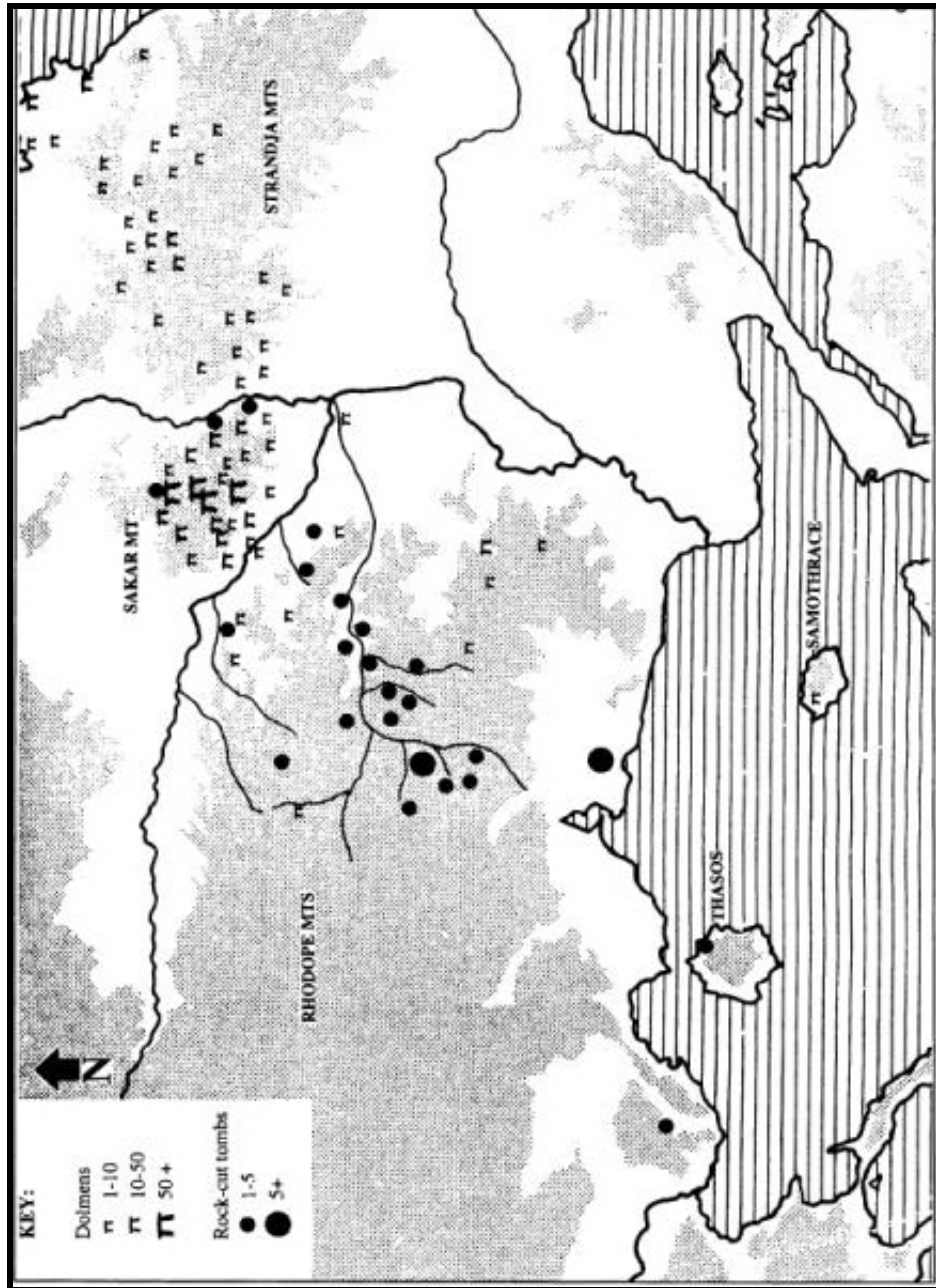 KEY:
Dolmens
1-10
10-50
50 +
Rock-cut tombs
1-5
5+
N
SAKAR MT
STRANDJA MTS
RHODOPE MTS
THASOS
SAMOTHRACE